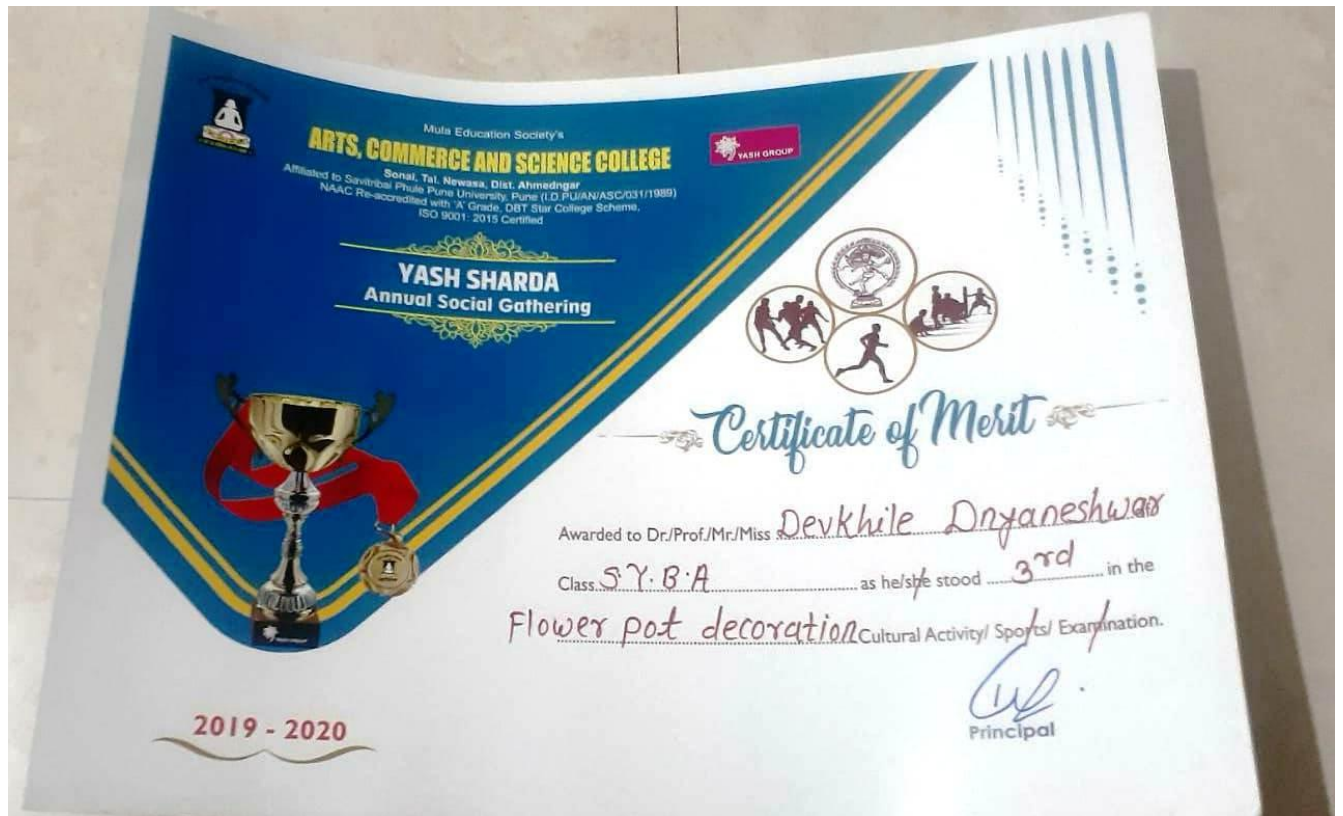 Mula Education Society's
ARTS, COMMERCE AND SCIENCE COLLEGE
Sonai, Tal. Newasa, Dist. Ahmedngar
Affiliated to Savitribai Phule Pune University, Pune (I.D.PU/AN/ASC/031/1989)
NAAC Re-accredited with 'A' Grade, DBT Star College Scheme,
ISO 9001: 2015 Certified
YASH GROUP
YASH SHARDA
Annual Social Gathering
Certificate of Merit
Awarded to Dr./Prof./Mr./Miss Devkhile Dnyaneshwar
Class S.Y.B.A as he/she stood 3rd in the
Flower pot decoration Cultural Activity/ Sports/ Examination.
Principal
2019 - 2020